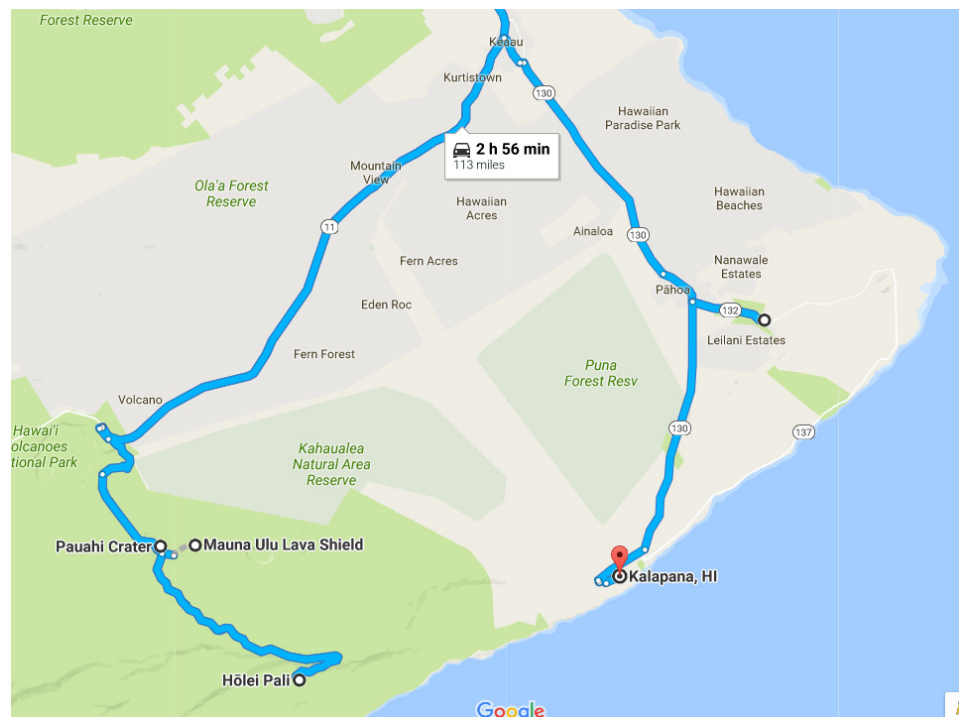 Forest Reserve
Keaau
Kurtistown
130
Hawaiian
Paradise Park
2 h 56 min
113 miles
Mountain
View
Ola'a Forest
Reserve
Hawaiian
Beaches
Hawaiian
Acres
11
Ainaloa
130
Fern Acres
Nanawale
Estates
Pāhoa
Eden Roc
132
Leilani Estates
Fern Forest
Puna
Forest Resv
Volcano
Hawai'i
olcanoes
tional Park
130
137
Kahaualea
Natural Area
Reserve
Pauahi Crater
Mauna Ulu Lava Shield
Kalapana, HI
Hōlei Pali
Google